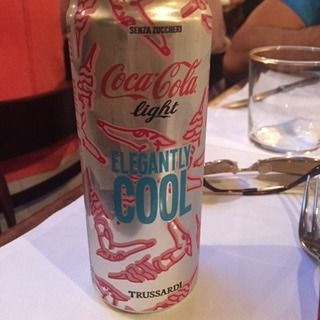 SENZA ZUCCHERI
Coca-Cola
light
ELEGANTLY
COOL
TRUSSARDI